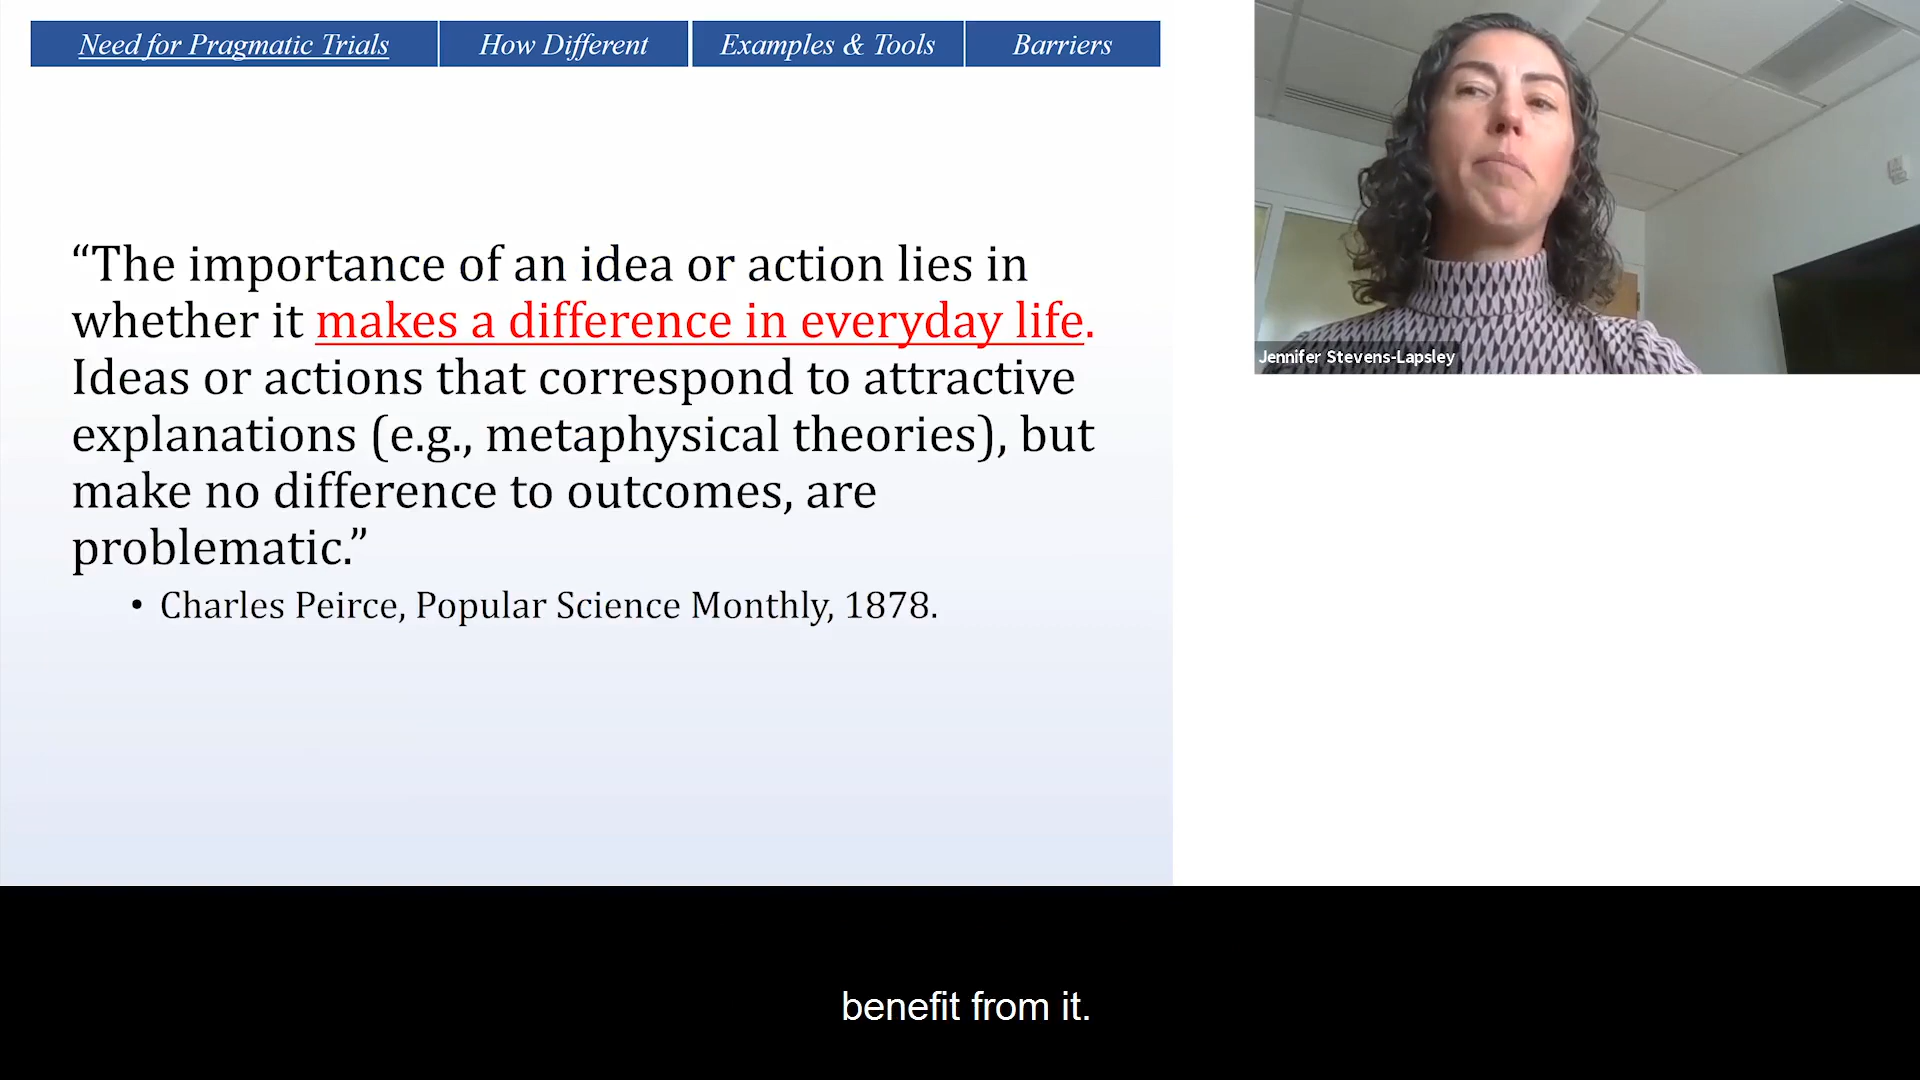 Need for Pragmatic Trials
How Different
Examples & Tools
Barriers
“The importance of an idea or action lies in
whether it makes a difference in everyday life.
Ideas or actions that correspond to attractive
explanations (e.g., metaphysical theories), but
make no difference to outcomes, are
problematic.”
• Charles Peirce, Popular Science Monthly, 1878.
Jennifer Stevens-Lapsley
benefit from it.